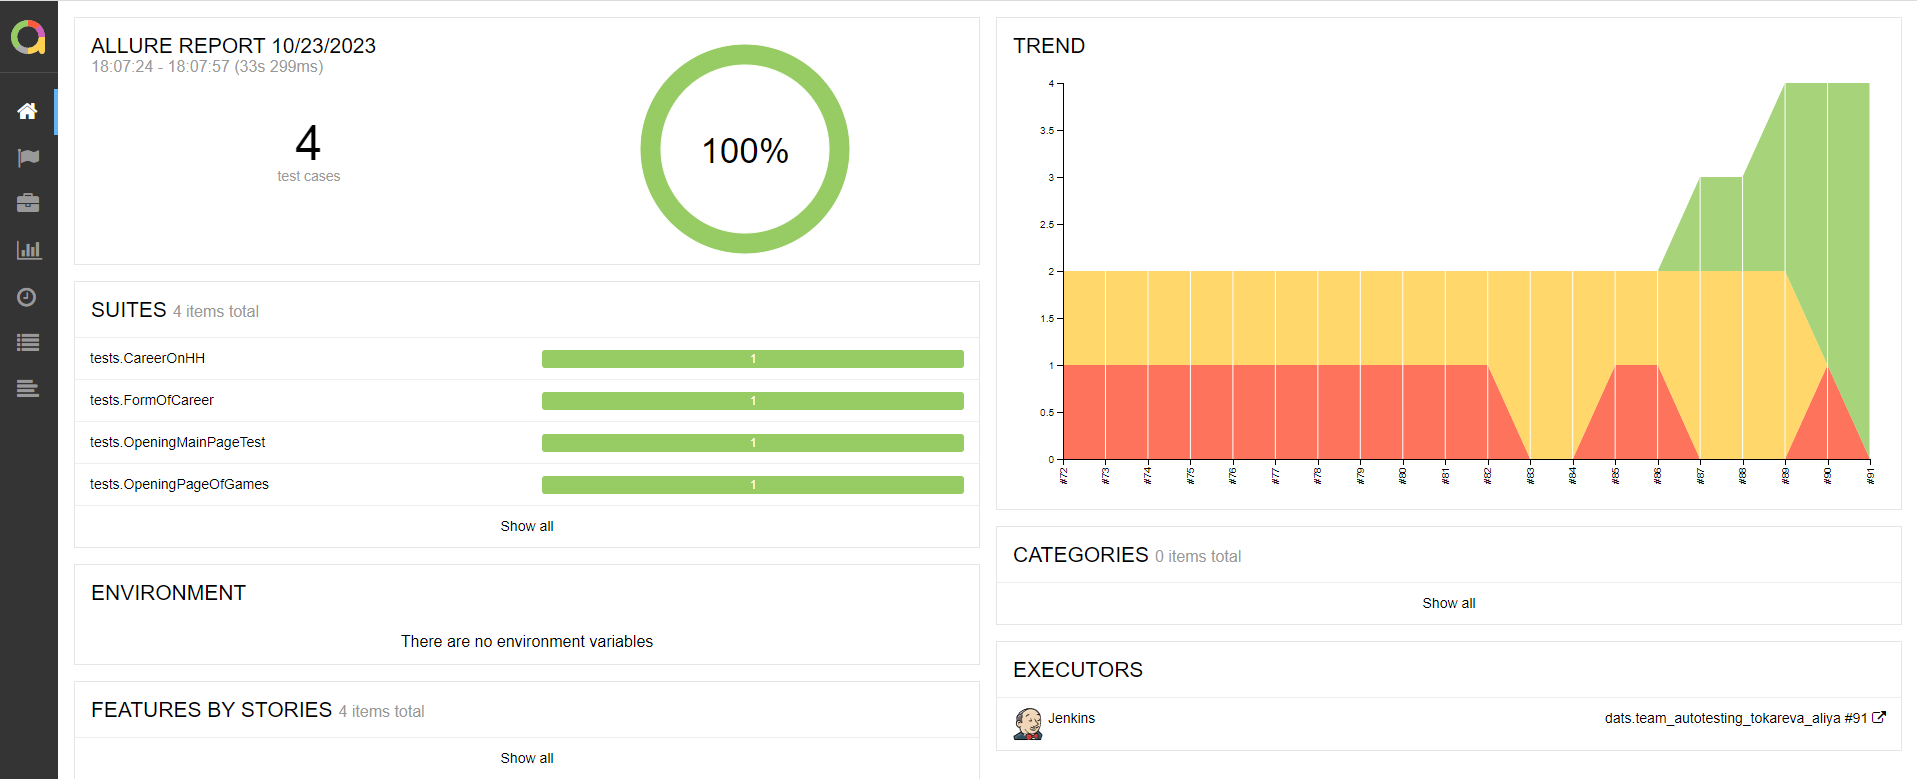 ALLURE REPORT 10/23/2023
18:07:24 - 18:07:57 (33s 299ms)
4
test cases
100%
SUITES 4 items total
tests.CareerOnHH 1
tests.FormOfCareer 1
tests.OpeningMainPageTest 1
tests.OpeningPageOfGames 1
Show all
ENVIRONMENT
There are no environment variables
FEATURES BY STORIES 4 items total
Show all
TREND
4
3.5
3
2.5
2
1.5
1
0.5
0
#72 #73 #74 #75 #76 #77 #78 #79 #80 #81 #82 #83 #84 #85 #86 #87 #88 #89 #90 #91
CATEGORIES 0 items total
Show all
EXECUTORS
Jenkins dats.team_autotesting_tokareva_aliya #91